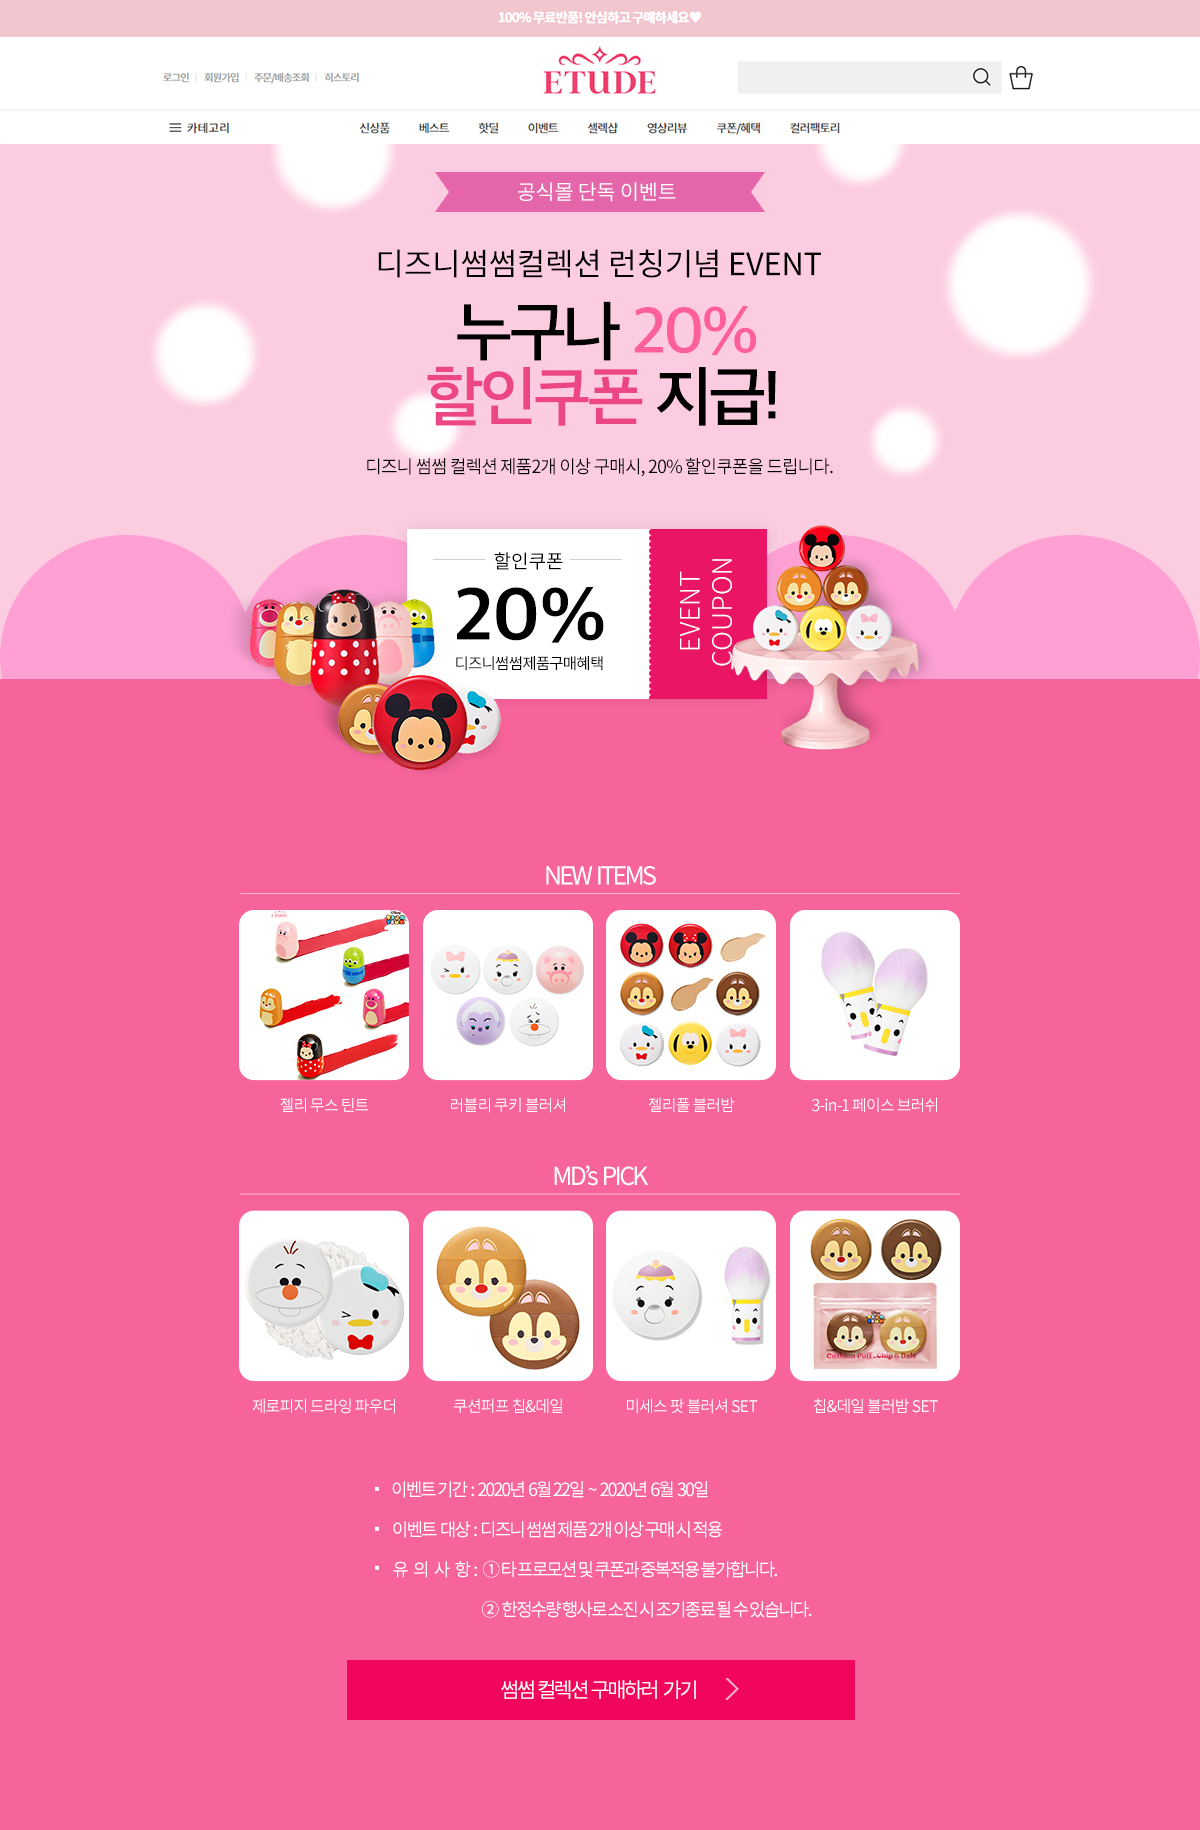 100% 무료반품! 안심하고 구매하세요♥
로그인 | 회원가입 | 주문/배송조회 | 히스토리
ETUDE
카테고리
신상품 베스트 핫딜 이벤트 셀렉샵 영상리뷰 쿠폰/혜택 컬러팩토리
공식몰 단독 이벤트
디즈니썸썸컬렉션 런칭기념 EVENT
누구나 20%
할인쿠폰 지급!
디즈니 썸썸 컬렉션 제품2개 이상 구매시, 20% 할인쿠폰을 드립니다.
할인쿠폰
20%
디즈니썸썸제품구매혜택
EVENT
COUPON
NEW ITEMS
ETUDE
젤리 무스 틴트
러블리 쿠키 블러셔
젤리풀 블러밤
3-in-1 페이스 브러쉬
MD's PICK
Cushion Puff_Chip & Dale
제로피지 드라잉 파우더
쿠션퍼프 칩&데일
미세스 팟 블러셔 SET
칩&데일 블러밤 SET
▪ 이벤트 기간 : 2020년 6월 22일 ~ 2020년 6월 30일
▪ 이벤트 대상 : 디즈니 썸썸 제품 2개 이상 구매 시 적용
▪ 유 의 사 항 : ① 타 프로모션 및 쿠폰과 중복적용 불가합니다.
② 한정수량 행사로 소진 시 조기종료 될 수 있습니다.
썸썸 컬렉션 구매하러 가기